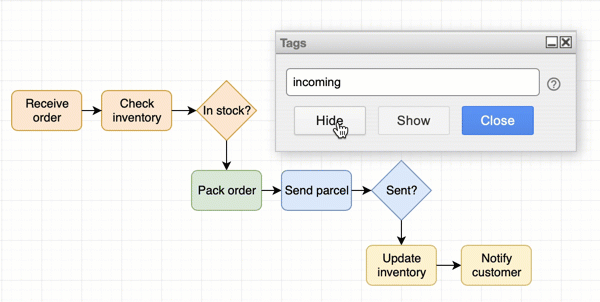 Tags
incoming
?
Hide
Show
Close
Receive
order
Check
inventory
In stock?
Pack order
Send parcel
Sent?
Update
inventory
Notify
customer